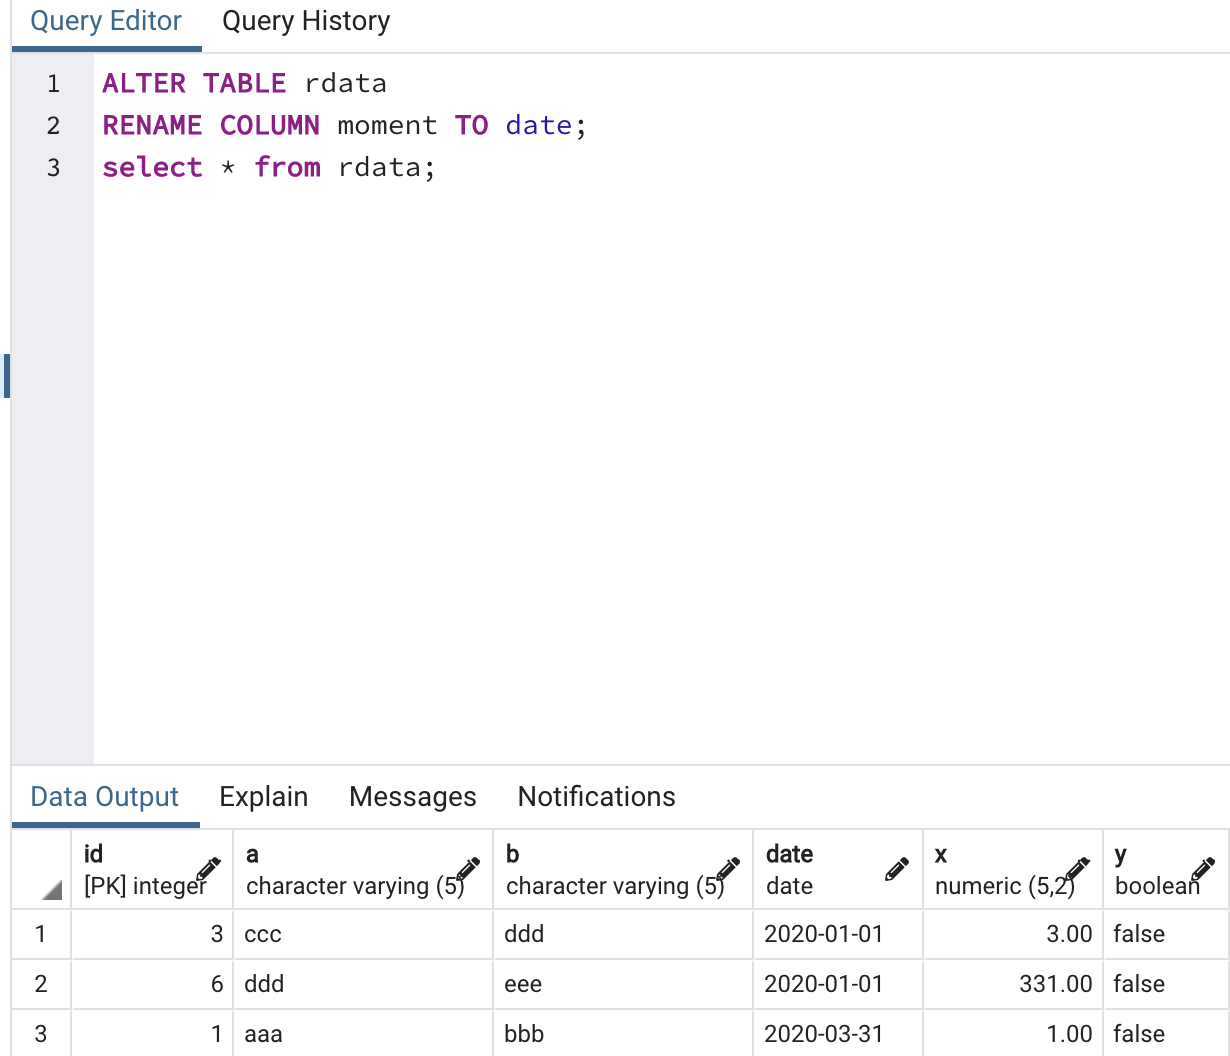 Query Editor Query History
1 ALTER TABLE rdata
2 RENAME COLUMN moment TO date;
3 select * from rdata;
Data Output Explain Messages Notifications
id a b date x y
[PK] integer character varying (5) character varying (5) date numeric (5,2) boolean
1 3 ccc ddd 2020-01-01 3.00 false
2 6 ddd eee 2020-01-01 331.00 false
3 1 aaa bbb 2020-03-31 1.00 false